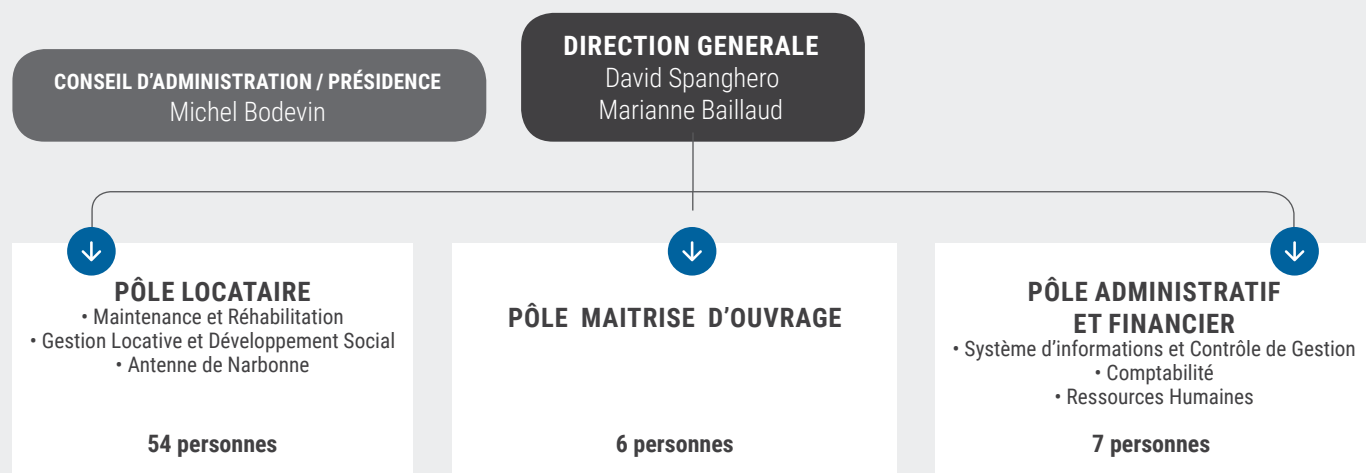 CONSEIL D'ADMINISTRATION / PRÉSIDENCE
Michel Bodevin
DIRECTION GENERALE
David Spanghero
Marianne Baillaud
PÔLE LOCATAIRE
• Maintenance et Réhabilitation
• Gestion Locative et Développement Social
• Antenne de Narbonne
54 personnes
PÔLE MAITRISE D'OUVRAGE
6 personnes
PÔLE ADMINISTRATIF
ET FINANCIER
• Système d'informations et Contrôle de Gestion
• Comptabilité
• Ressources Humaines
7 personnes